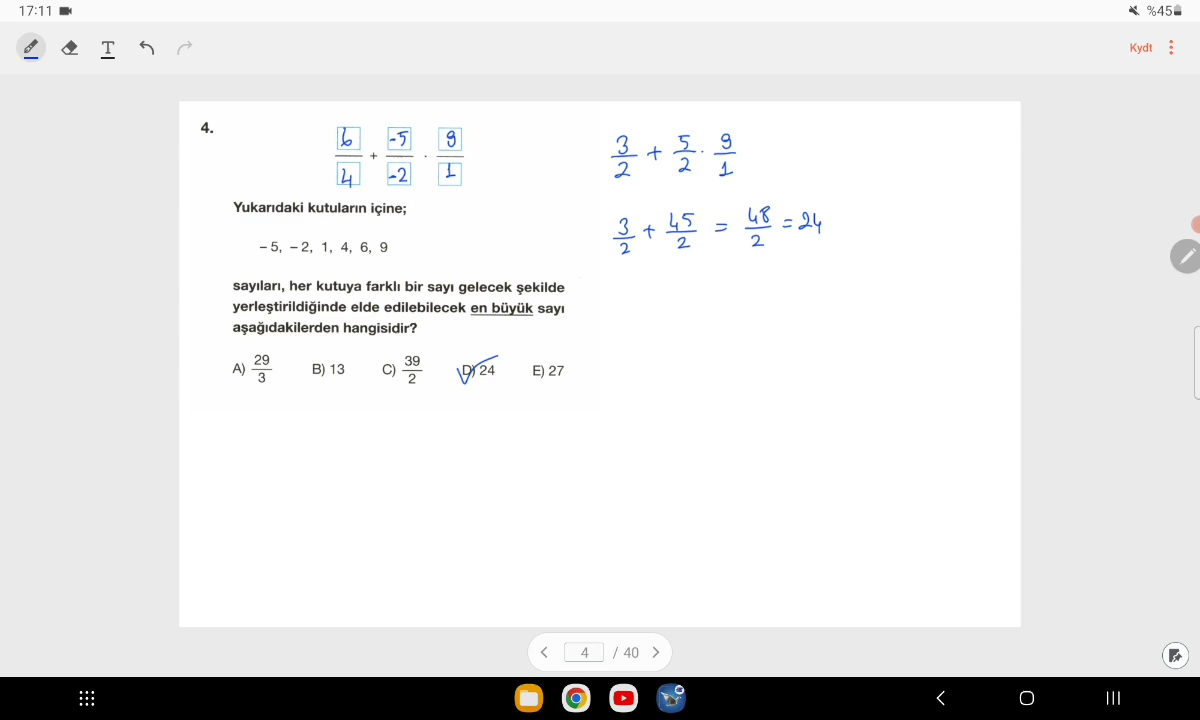 17:11 %45
T Kydt
4.
6/4 + -5/-2 · 9/1
3/2 + 5/2 · 9/1
Yukarıdaki kutuların içine;
3/2 + 45/2 = 48/2 = 24
– 5, – 2, 1, 4, 6, 9
sayıları, her kutuya farklı bir sayı gelecek şekilde
yerleştirildiğinde elde edilebilecek en büyük sayı
aşağıdakilerden hangisidir?
A) 29/3 B) 13 C) 39/2 D) 24 E) 27
4 / 40